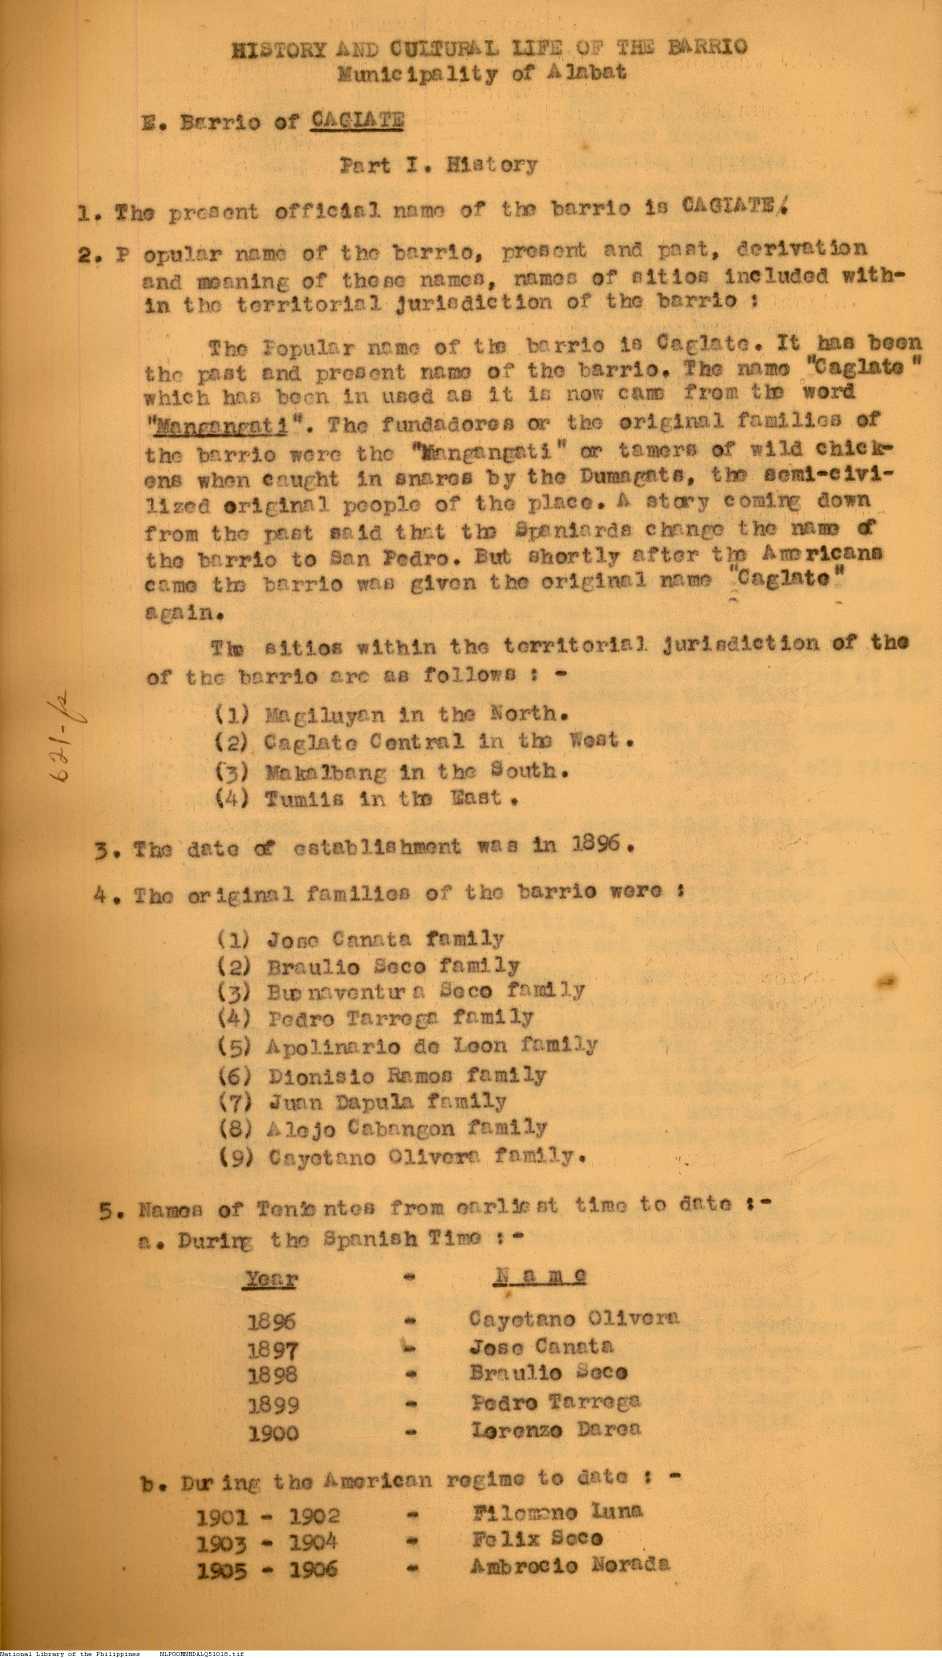 HISTORY AND CULTURAL LIFE OF THE BARRIO
Municipality of Alabat
E. Barrio of CAGIATE
Part I. History
1. The present official name of the barrio is CAGIATE.
2. P opular name of the barrio, present and past, derivation
and meaning of these names, names of sitios included with-
in the territorial jurisdiction of the barrio :
The Popular name of the barrio is Caglate. It has been
the past and present name of the barrio. The name "Caglate"
which has been in used as it is now came from the word
"Mangangati". The fundadores or the original families of
the barrio were the "Mangangati" or tamers of wild chick-
ens when caught in snares by the Dumagats, the semi-civi-
lized original people of the place. A story coming down
from the past said that the Spaniards change the name of
the barrio to San Pedro. But shortly after the Americans
came the barrio was given the original name "Caglate"
again.
The sitios within the territorial jurisdiction of the
of the barrio are as follows : -
(1) Magiluyan in the North.
(2) Caglate Central in the West.
(3) Makalbang in the South.
(4) Tumiis in the East.
621-fs
3. The date of establishment was in 1896.
4. The original families of the barrio were :
(1) Jose Canata family
(2) Braulio Seco family
(3) Buenaventura Seco family
(4) Pedro Tarrega family
(5) Apolinario de Leon family
(6) Dionisio Ramos family
(7) Juan Dapula family
(8) Alejo Cabangon family
(9) Cayetano Olivera family.
5. Names of Tenientes from earliest time to date :-
a. During the Spanish Time :-
Year - N a m e
1896 - Cayetano Olivera
1897 - Jose Canata
1898 - Braulio Seco
1899 - Pedro Tarrega
1900 - Lorenzo Darea
b. During the American regime to date : -
1901 - 1902 - Filomeno Luna
1903 - 1904 - Felix Seco
1905 - 1906 - Ambrocio Norada
National Library of the Philippines